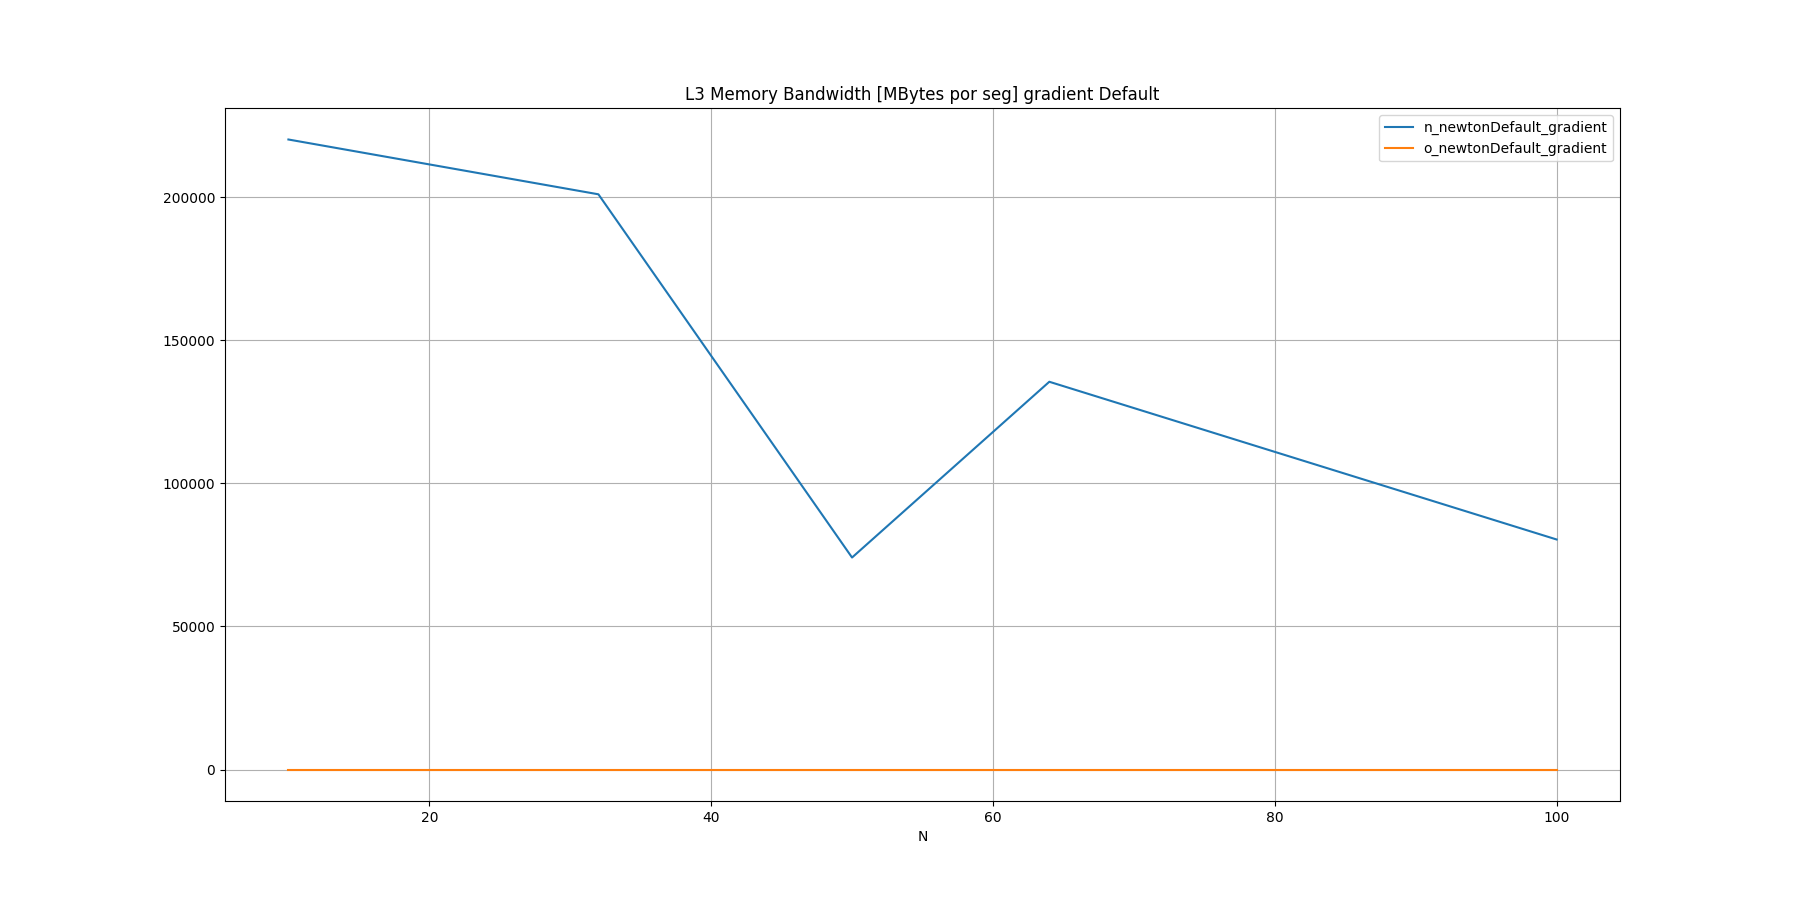 L3 Memory Bandwidth [MBytes por seg] gradient Default
n_newtonDefault_gradient
o_newtonDefault_gradient
200000
150000
100000
50000
0
20 40 60 80 100
N